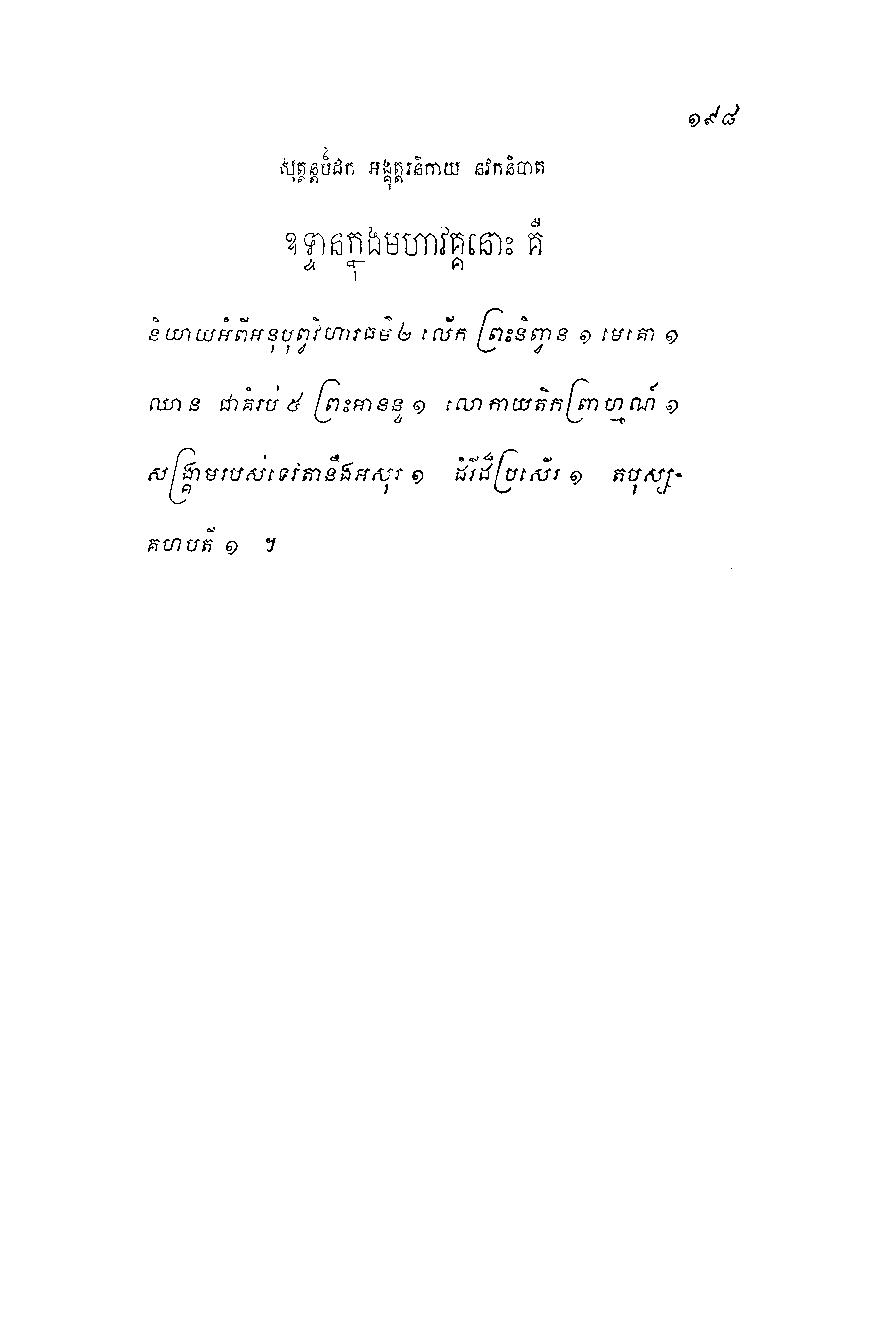 ១៩៨
សុត្តន្តបិដក អង្គុត្តរនិកាយ នវកនិបាត
ឧទ្ទានក្នុងមហាវគ្គនោះ គឺ
និយាយអំពីអនុបុព្វវិហារធម៌ ២ លើក ព្រះនិព្វាន ១ មេគោ ១
ឈាន ជាគំរប់ ៥ ព្រះអានន្ទ ១ លោកាយតិកព្រាហ្មណ៍ ១
សង្គ្រាមរបស់ទេវតានឹងអសុរ ១ ដំរីដ៏ប្រសើរ ១ តបុស្ស-
គហបតី ១ ។